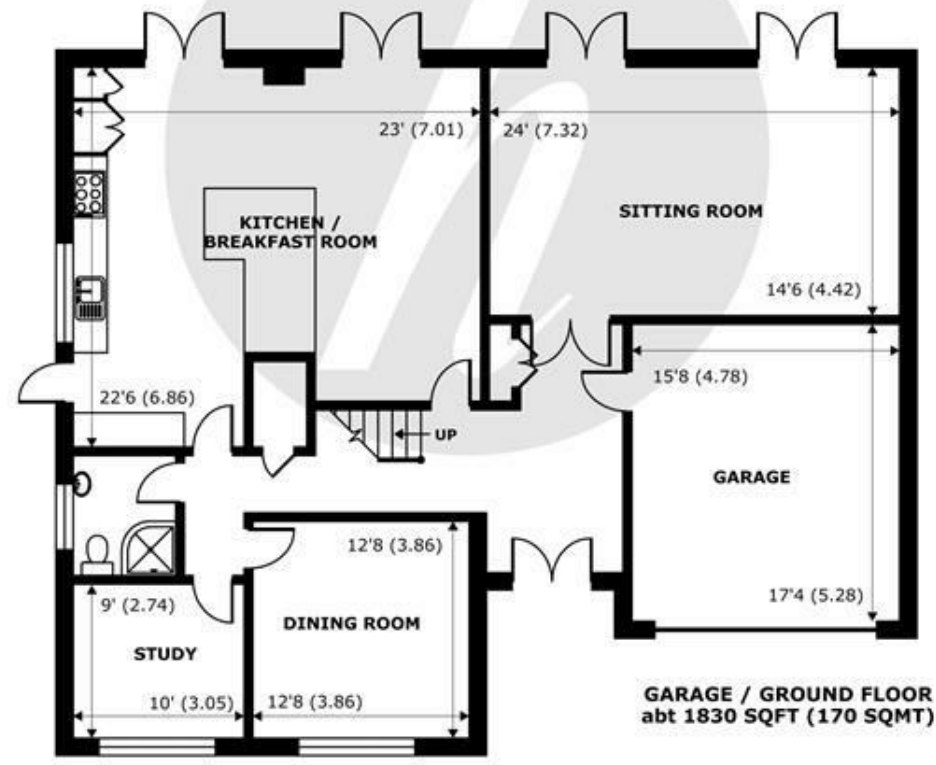 23' (7.01)
24' (7.32)
KITCHEN /
BREAKFAST ROOM
SITTING ROOM
14'6 (4.42)
15'8 (4.78)
22'6 (6.86)
UP
GARAGE
12'8 (3.86)
9' (2.74)
17'4 (5.28)
DINING ROOM
STUDY
10' (3.05)
12'8 (3.86)
GARAGE / GROUND FLOOR
abt 1830 SQFT (170 SQMT)
h